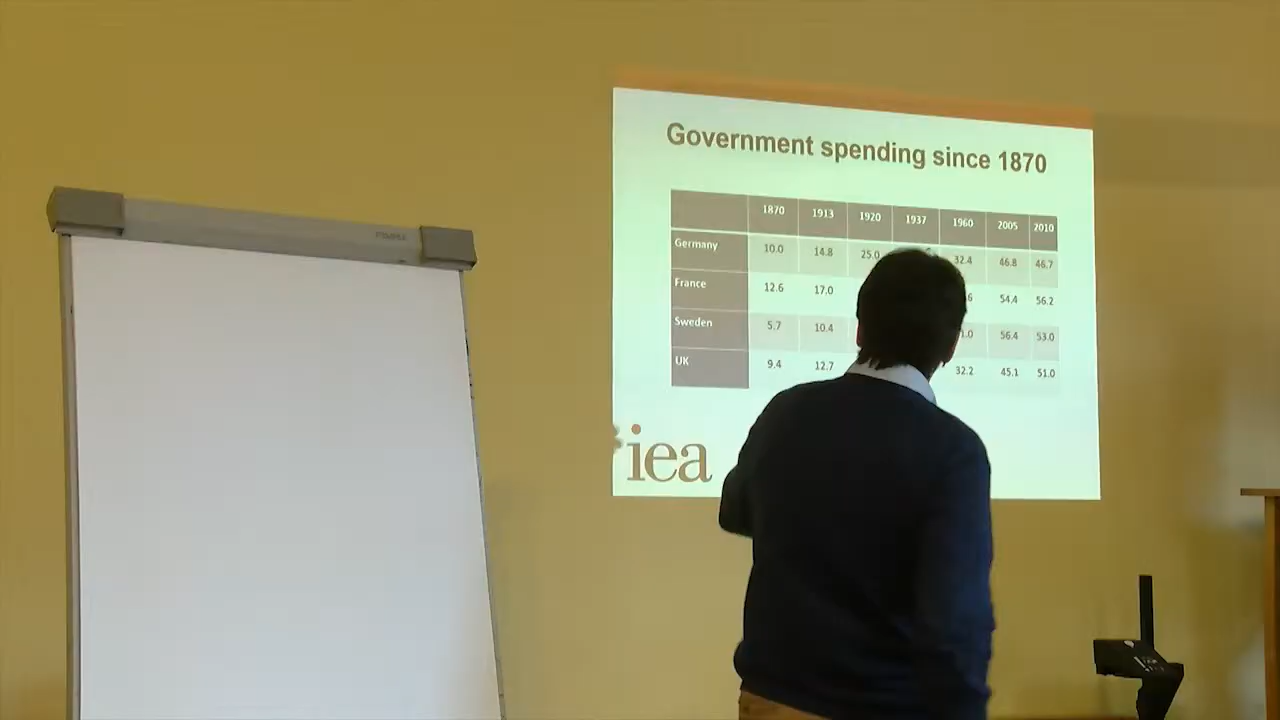 Government spending since 1870
1870 1913 1920 1937 1960 2005 2010
Germany 10.0 14.8 25.0 32.4 46.8 46.7
France 12.6 17.0 54.4 56.2
Sweden 5.7 10.4 56.4 53.0
UK 9.4 12.7 32.2 45.1 51.0
iea